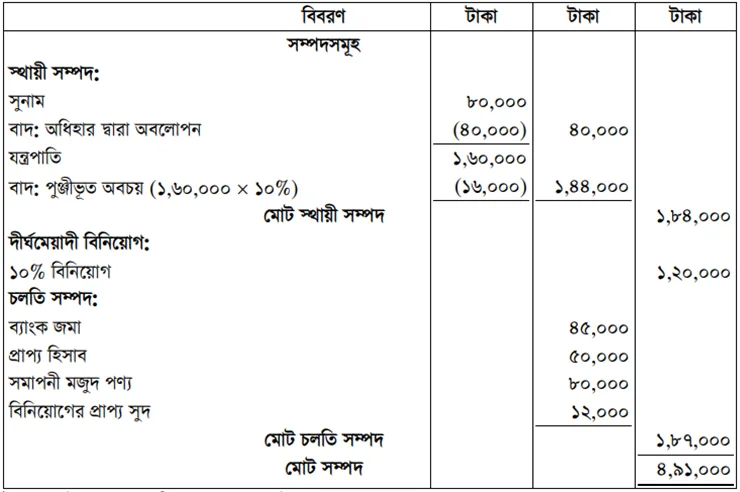 বিবরণ টাকা টাকা টাকা
সম্পদসমূহ
স্থায়ী সম্পদ:
সুনাম ৮০,০০০
বাদ: অধিহার দ্বারা অবলোপন (৪০,০০০) ৪০,০০০
যন্ত্রপাতি ১,৬০,০০০
বাদ: পুঞ্জীভূত অবচয় (১,৬০,০০০ × ১০%) (১৬,০০০) ১,৪৪,০০০
মোট স্থায়ী সম্পদ ১,৮৪,০০০
দীর্ঘমেয়াদী বিনিয়োগ:
১০% বিনিয়োগ ১,২০,০০০
চলতি সম্পদ:
ব্যাংক জমা ৪৫,০০০
প্রাপ্য হিসাব ৫০,০০০
সমাপনী মজুদ পণ্য ৮০,০০০
বিনিয়োগের প্রাপ্য সুদ ১২,০০০
মোট চলতি সম্পদ ১,৮৭,০০০
মোট সম্পদ ৪,৯১,০০০